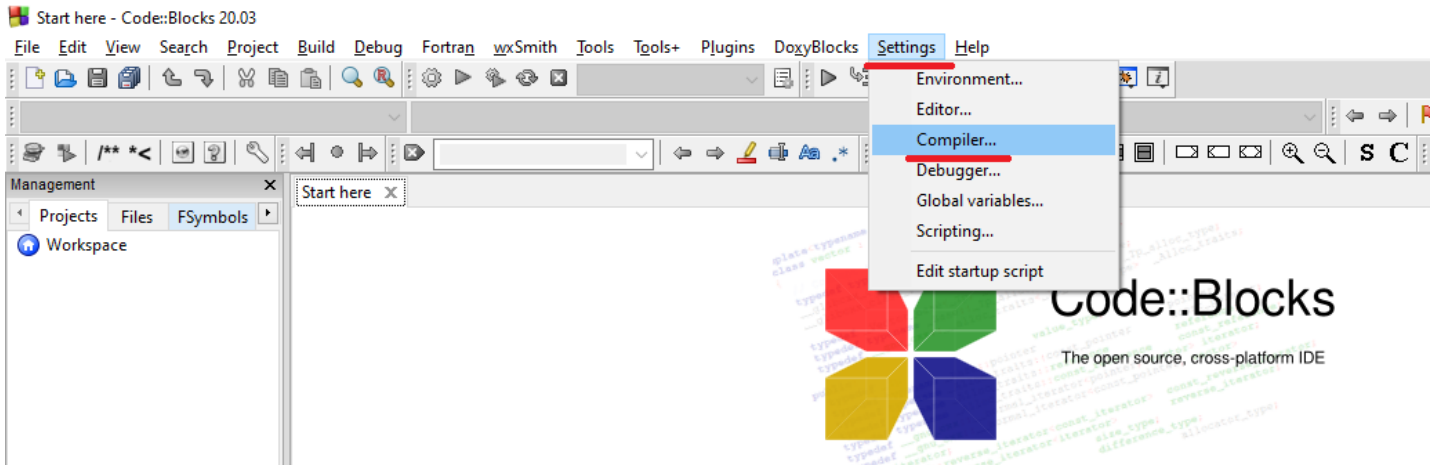 Start here - Code::Blocks 20.03
File Edit View Search Project Build Debug Fortran wxSmith Tools Tools+ Plugins DoxyBlocks Settings Help
Environment...
Editor...
Compiler...
/** *<
Aa .*
S C
Debugger...
Management
Start here
Global variables...
Projects Files FSymbols
Scripting...
Workspace
Edit startup script
Code::Blocks
The open source, cross-platform IDE